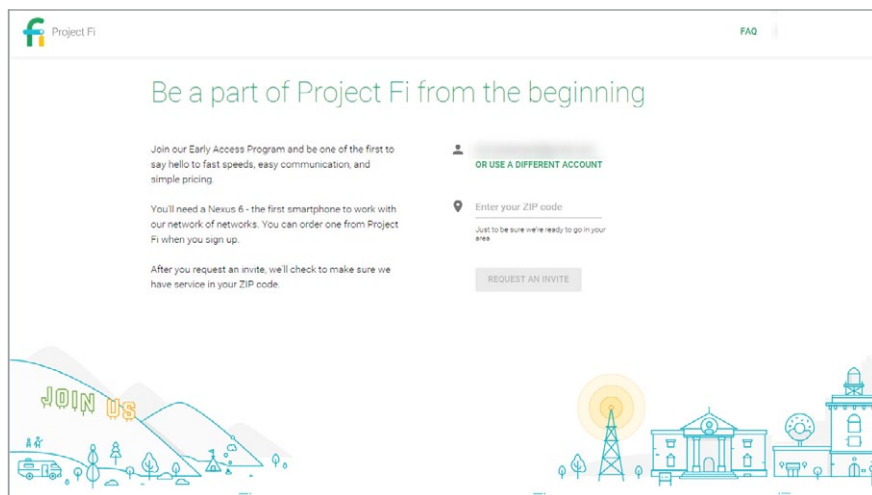 fi Project Fi
FAQ
Be a part of Project Fi from the beginning
Join our Early Access Program and be one of the first to
say hello to fast speeds, easy communication, and
simple pricing.
You'll need a Nexus 6 - the first smartphone to work with
our network of networks. You can order one from Project
Fi when you sign up.
After you request an invite, we'll check to make sure we
have service in your ZIP code.
OR USE A DIFFERENT ACCOUNT
Enter your ZIP code
Just to be sure we're ready to go in your
area
REQUEST AN INVITE
JOIN US